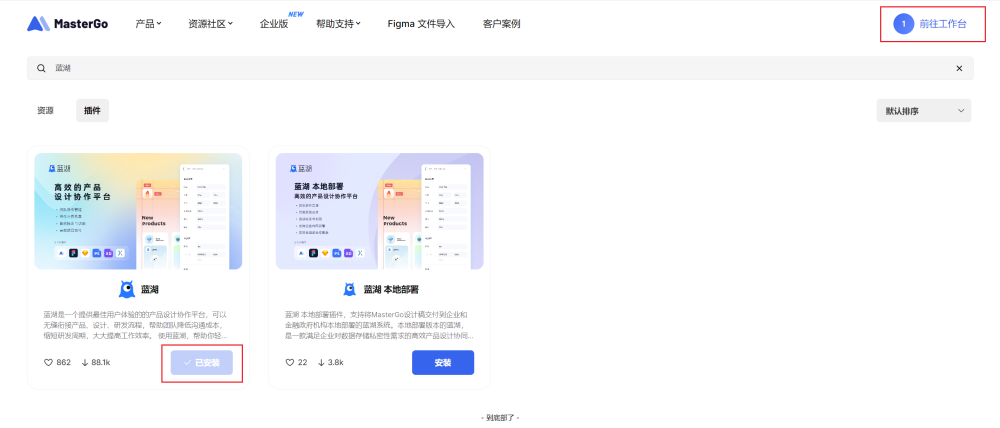 MasterGo
产品
资源社区
企业版
NEW
帮助支持
Figma 文件导入
客户案例
1
前往工作台
蓝湖
资源
插件
默认排序
蓝湖
高效的产品
设计协作平台
New
Products
蓝湖
蓝湖是一个提供最佳用户体验的的产品设计协作平台，可以
无缝衔接产品、设计、研发流程，帮助团队降低沟通成本，
缩短研发周期，大大提高工作效率。 使用蓝湖，帮助你轻...
862
88.1k
已安装
蓝湖
蓝湖 本地部署
高效的产品设计协作平台
New
Products
蓝湖 本地部署
蓝湖 本地部署插件，支持将MasterGo设计稿交付到企业和
金融政府机构本地部署的蓝湖系统。本地部署版本的蓝湖，
是一款满足企业对数据存储私密性需求的高效产品设计协同...
22
3.8k
安装
- 到底部了 -